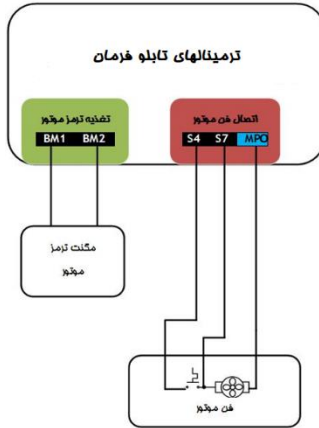 ترمینالهای تابلو فرمان
تغذیه ترمز موتور
BM1 BM2
اتصال فن موتور
S4 S7 MPO
مگنت ترمز
موتور
فن موتور